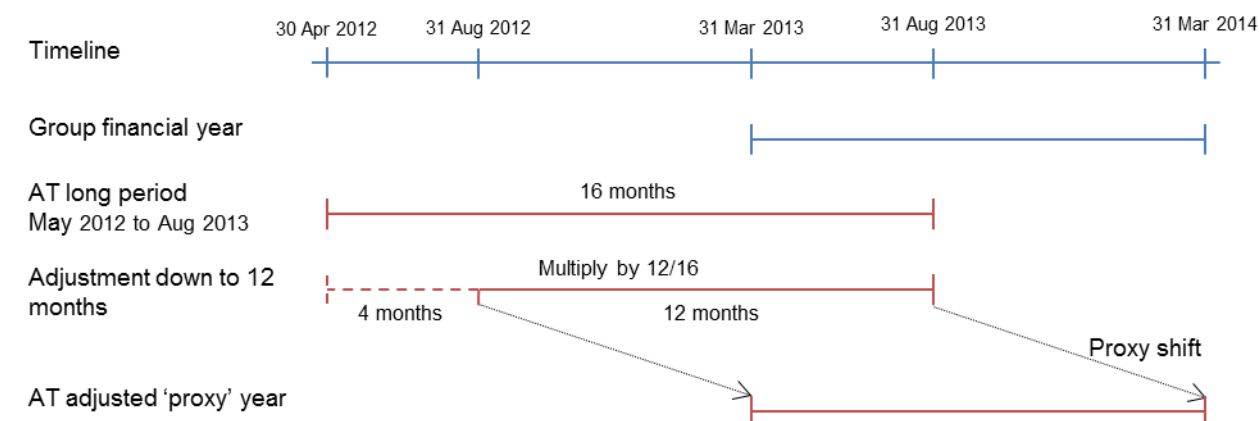 Timeline
30 Apr 2012
31 Aug 2012
31 Mar 2013
31 Aug 2013
31 Mar 2014
Group financial year
AT long period
May 2012 to Aug 2013
16 months
Adjustment down to 12
months
Multiply by 12/16
4 months
12 months
Proxy shift
AT adjusted ‘proxy’ year